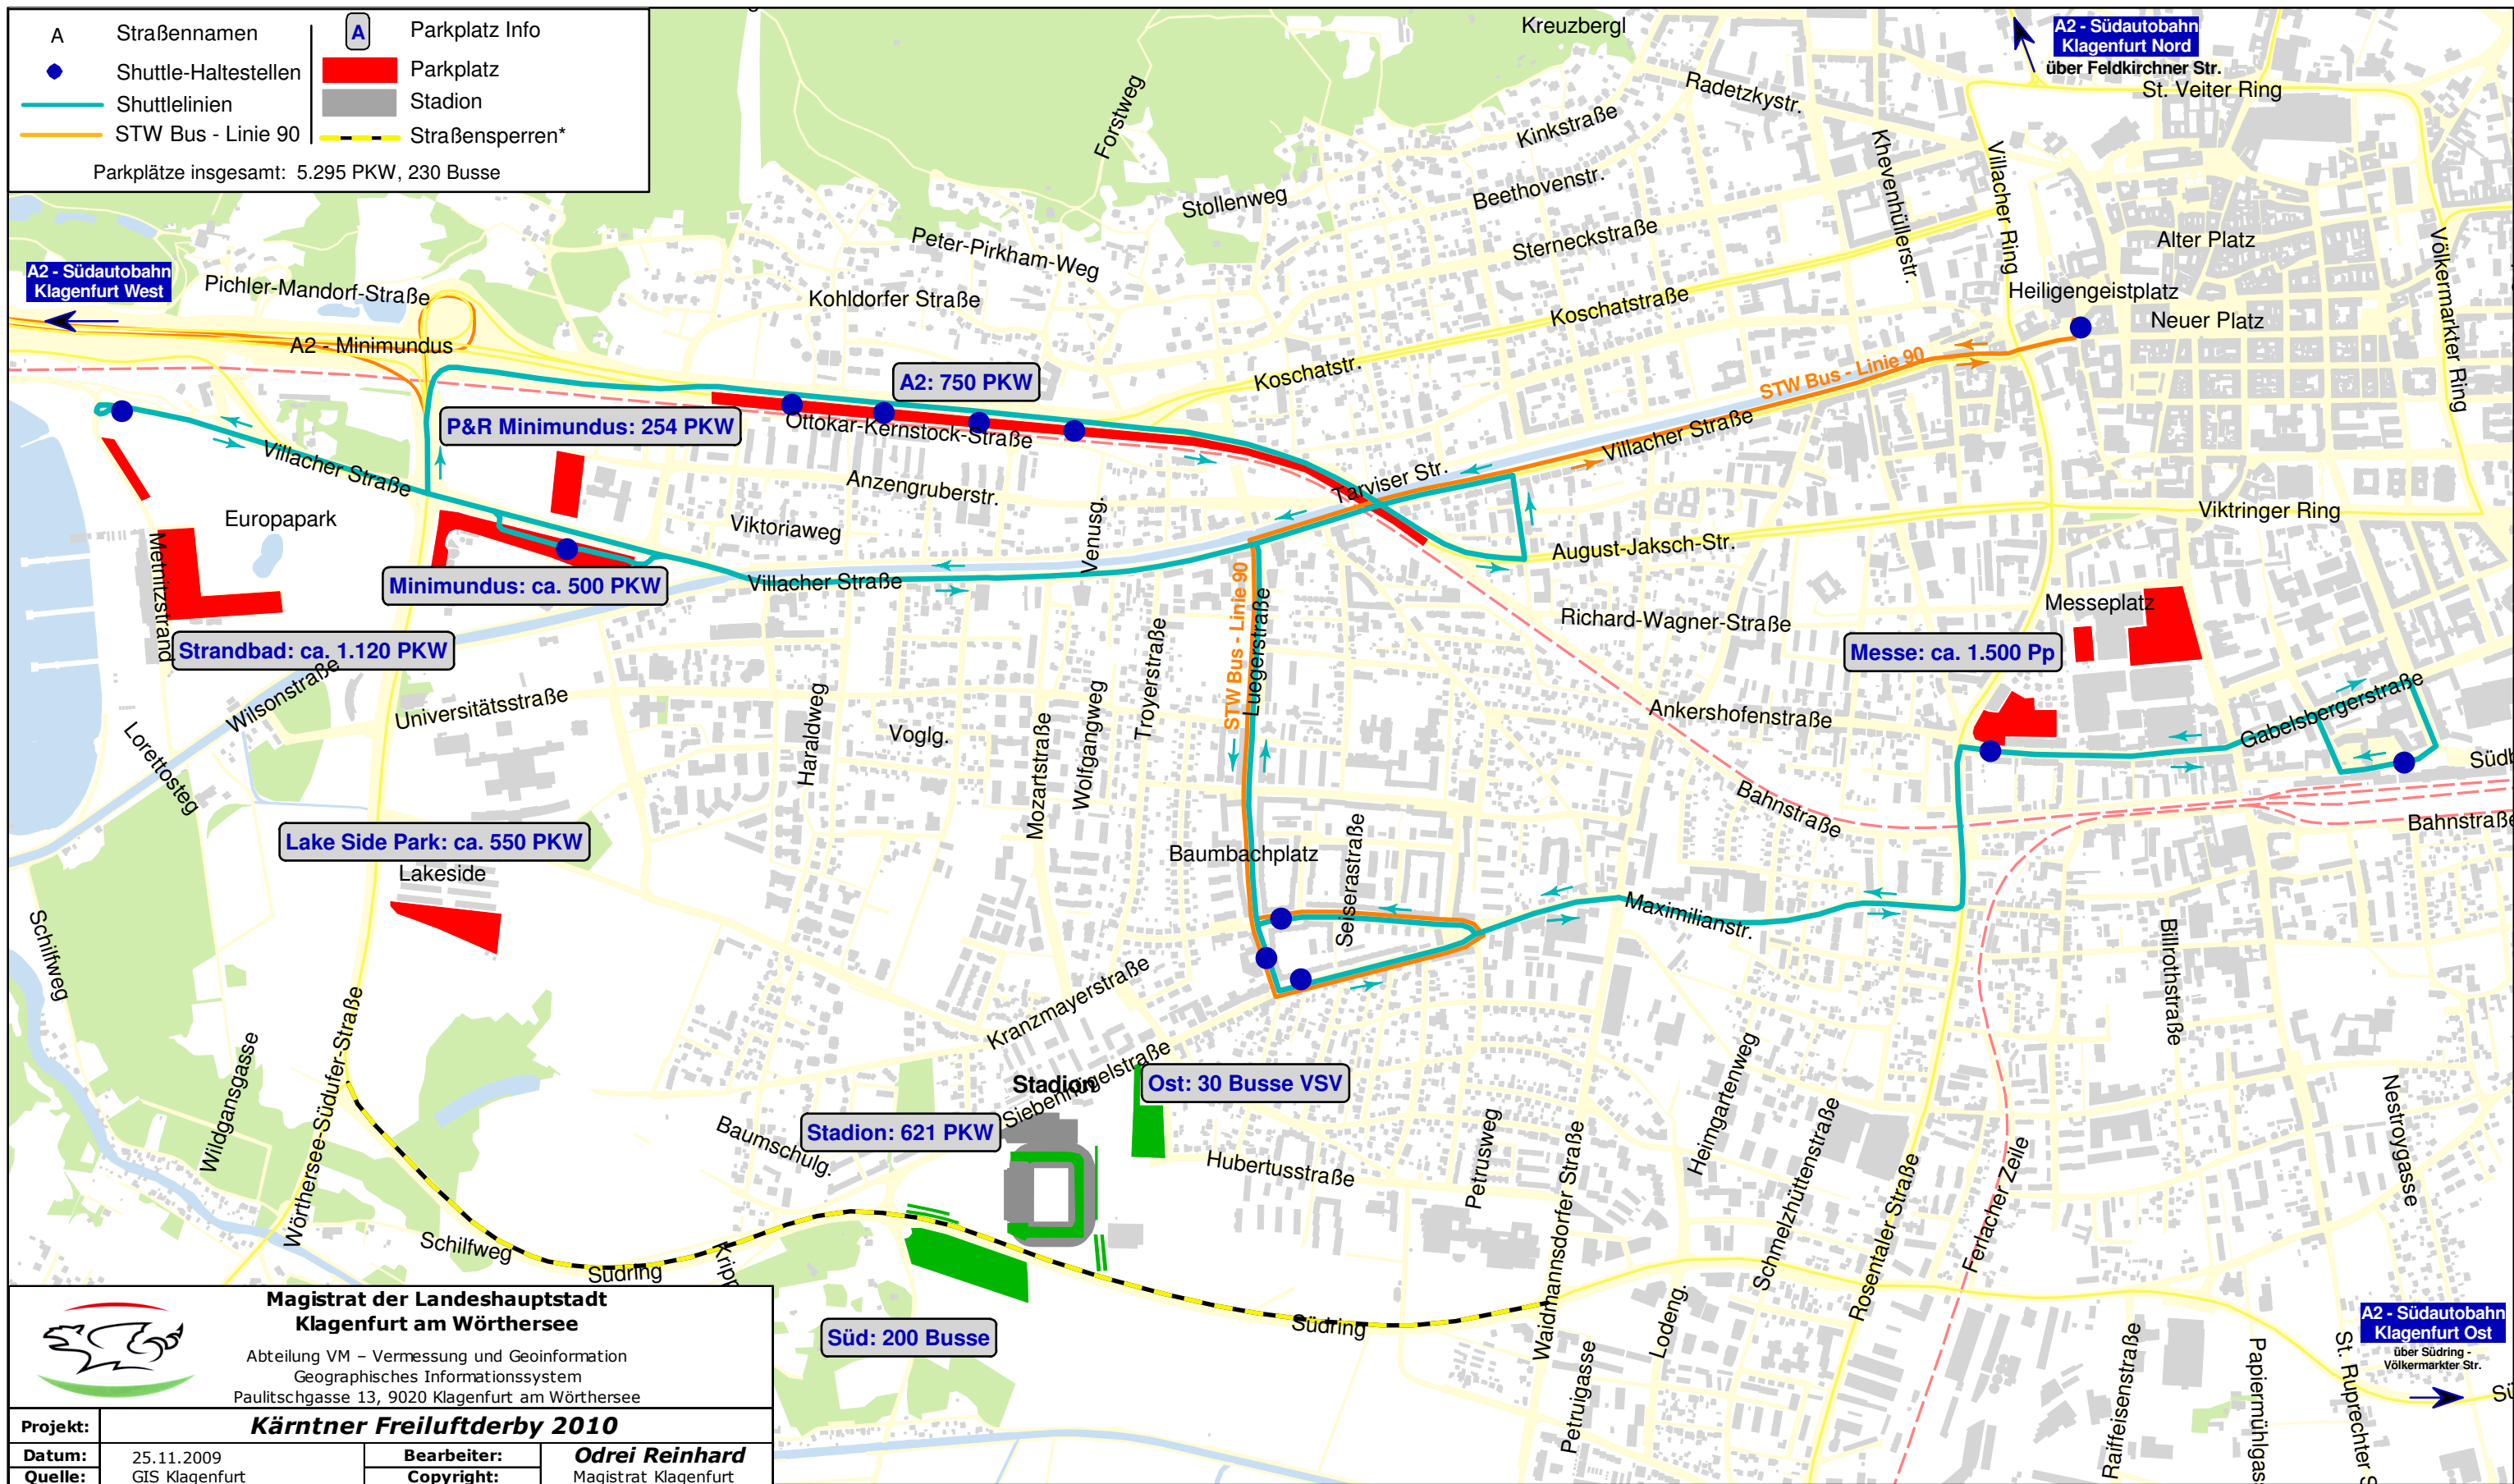 A Straßennamen
Shuttle-Haltestellen
Shuttlelinien
STW Bus - Linie 90
A Parkplatz Info
Parkplatz
Stadion
Straßensperren*
Parkplätze insgesamt: 5.295 PKW, 230 Busse
Kreuzbergl
A2 - Südautobahn
Klagenfurt Nord
über Feldkirchner Str.
St. Veiter Ring
Radetzkystr.
Forstweg
Kinkstraße
Khevenhüllerstr.
Villacher Ring
Beethovenstr.
Stollenweg
Sterneckstraße
Peter-Pirkham-Weg
Alter Platz
Völkermarkter Ring
A2 - Südautobahn
Klagenfurt West
Pichler-Mandorf-Straße
Kohldorfer Straße
Koschatstraße
Heiligengeistplatz
Neuer Platz
A2 - Minimundus
Koschatstr.
STW Bus - Linie 90
A2: 750 PKW
P&R Minimundus: 254 PKW
Ottokar-Kernstock-Straße
Villacher Straße
Villacher Straße
Tarviser Str.
Anzengruberstr.
Viktoriaweg
Venusg.
Europapark
Viktringer Ring
August-Jaksch-Str.
Metnitzstrand
Minimundus: ca. 500 PKW
Villacher Straße
STW Bus - Linie 90
Luegerstraße
Richard-Wagner-Straße
Messeplatz
Messe: ca. 1.500 Pp
Strandbad: ca. 1.120 PKW
Wilsonstraße
Universitätsstraße
Lorettosteg
Haraldweg
Voglg.
Mozartstraße
Wolfgangweg
Troyerstraße
Ankershofenstraße
Gabelsbergerstraße
Südb
Bahnstraße
Bahnstraße
Lake Side Park: ca. 550 PKW
Lakeside
Baumbachplatz
Seiserastraße
Maximilianstr.
Schilfweg
Billrothstraße
Kranzmayerstraße
Wörthersee-Südufer-Straße
Wildgansgasse
Siebenhügelstraße
Stadion
Ost: 30 Busse VSV
Stadion: 621 PKW
Baumschulg.
Hubertusstraße
Petrusweg
Waidmannsdorfer Straße
Heimgartenweg
Schmelzhüttenstraße
Rosentaler Straße
Ferlacher Zeile
Nestroygasse
Schilfweg
Südring
Kripp
Süd: 200 Busse
Südring
Petruigasse
Lodeng.
Raiffeisenstraße
Papiermühlgas
St. Ruprechter S
A2 - Südautobahn
Klagenfurt Ost
über Südring -
Völkermarkter Str.
Sü
Magistrat der Landeshauptstadt
Klagenfurt am Wörthersee
Abteilung VM – Vermessung und Geoinformation
Geographisches Informationssystem
Paulitschgasse 13, 9020 Klagenfurt am Wörthersee
Projekt: Kärntner Freiluftderby 2010
Datum: 25.11.2009 Bearbeiter: Odrei Reinhard
Quelle: GIS Klagenfurt Copyright: Magistrat Klagenfurt